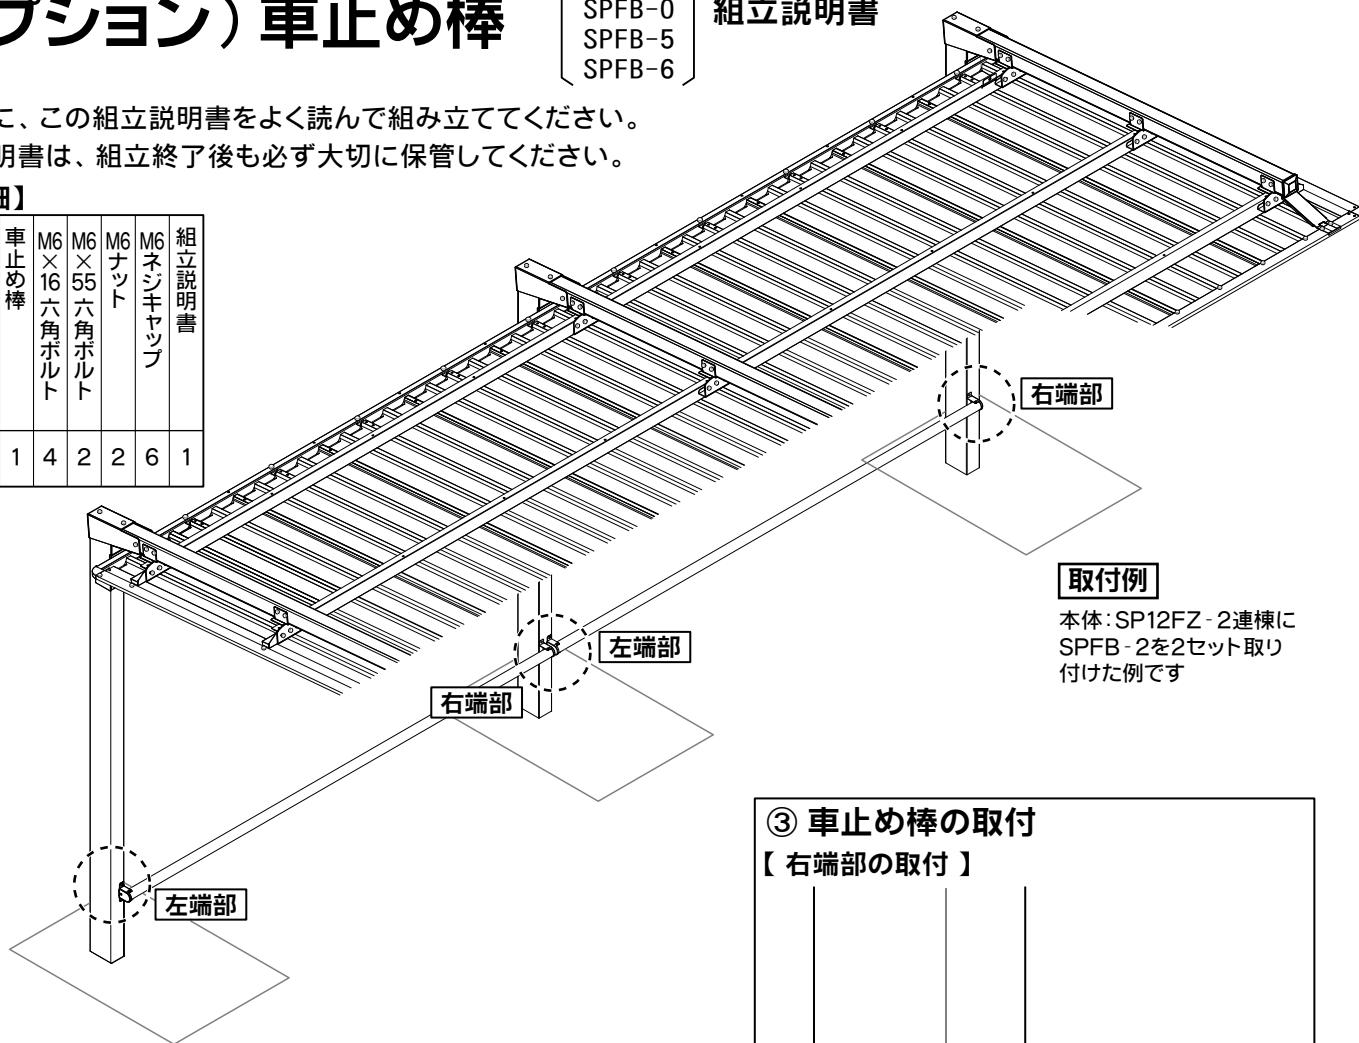 プション）車止め棒
SPFB-0
SPFB-5
SPFB-6
組立説明書
に、この組立説明書をよく読んで組み立ててください。
明書は、組立終了後も必ず大切に保管してください。
細】
車止め棒
M6×16六角ボルト
M6×55六角ボルト
M6ナット
M6ネジキャップ
組立説明書
1 4 2 2 6 1
右端部
左端部
右端部
左端部
取付例
本体：SP12FZ-2連棟に
SPFB-2を2セット取り
付けた例です
③ 車止め棒の取付
【 右端部の取付 】